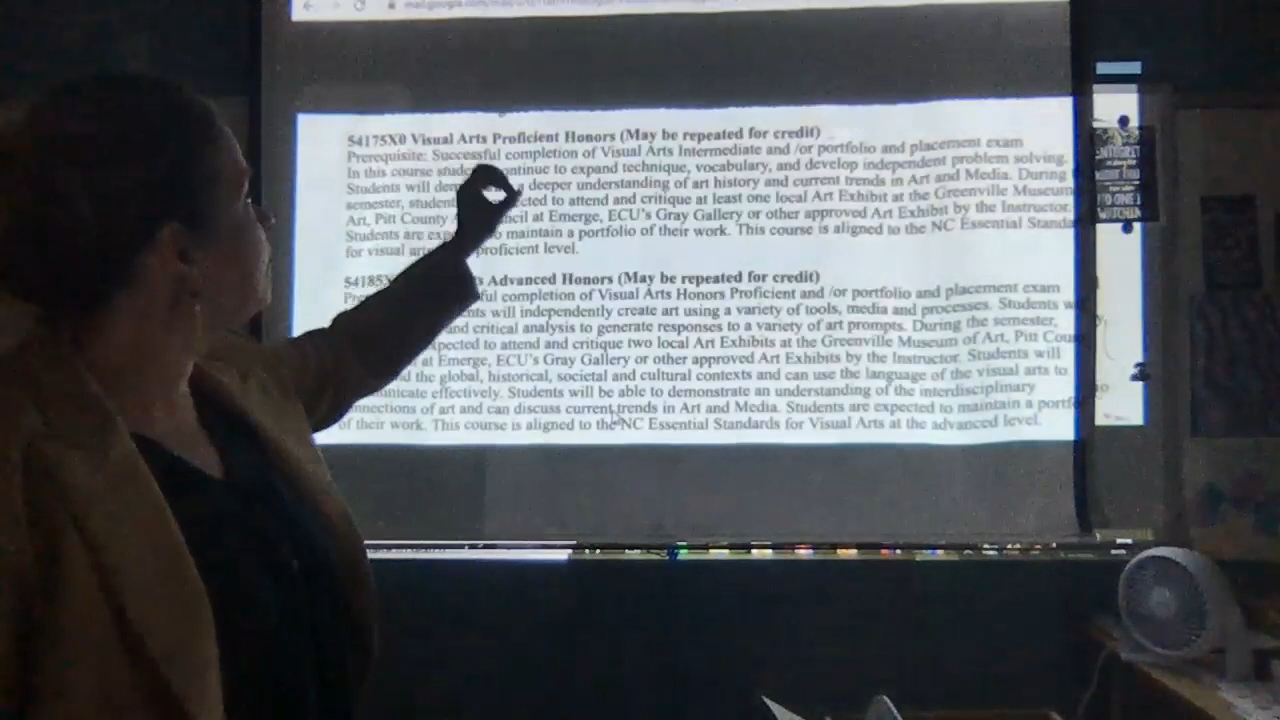 mail.google.com
54175X0 Visual Arts Proficient Honors (May be repeated for credit)
Prerequisite: Successful completion of Visual Arts Intermediate and /or portfolio and placement exam
In this course continue to expand technique, vocabulary, and develop independent problem solving.
Students will deeper understanding of art history and current trends in Art and Media. During
semester, student to attend and critique at least one local Art Exhibit at the Greenville Museum
Art, Pitt County at Emerge, ECU's Gray Gallery or other approved Art Exhibst by the Instructor.
Students are maintain a portfolio of their work. This course is aligned to the NC Essential Standa
for visual proficient level.
54185X Advanced Honors (May be repeated for credit)
ful completion of Visual Arts Honors Proficient and /or portfolio and placement exam
nts will independently create art using a variety of tools, media and processes. Students w
and critical analysis to generate responses to a variety of art prompts. During the semester,
pected to attend and critique two local Art Exhibits at the Greenville Museum of Art, Pitt Cou
at Emerge, ECU's Gray Gallery or other approved Art Exhibits by the Instructor. Students will
d the global, historical, societal and cultural contexts and can use the language of the visual arts to
unicate effectively. Students will be able to demonstrate an understanding of the interdisciplinary
nnections of art and can discuss current trends in Art and Media. Students are expected to maintain a portfo
of their work. This course is aligned to the NC Essential Standards for Visual Arts at the advanced level.